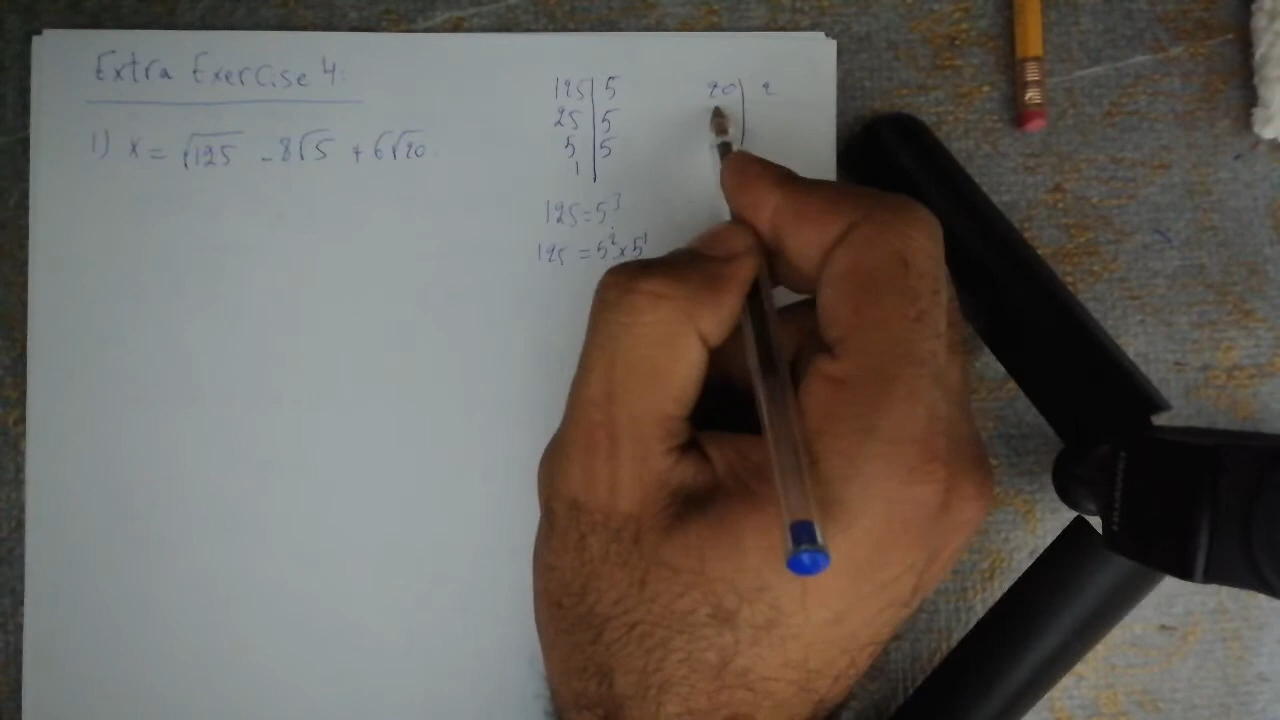 Extra Exercise 4:
1) x = √125 - 8√5 + 6√20.
125 | 5
25 | 5
5 | 5
1
125 = 5³
125 = 5² x 5¹
20 | 2